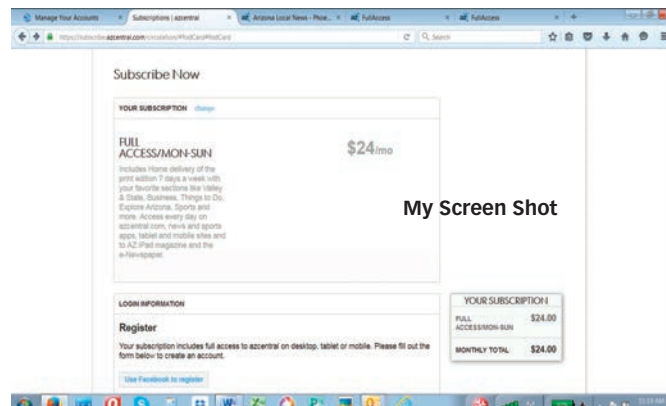 Manage Your Accounts
Subscriptions | azcentral
Arizona Local News - Phoe...
FullAccess
FullAccess
Search
Subscribe Now
YOUR SUBSCRIPTION change
FULL
ACCESS/MON-SUN
$24/mo
Includes Home delivery of the
print edition 7 days a week with
your favorite sections like Valley
& State, Business, Things to Do,
Explore Arizona, Sports and
more. Access every day on
azcentral.com, news and sports
apps, tablet and mobile sites and
to AZ iPad magazine and the
e-Newspaper.
My Screen Shot
LOGIN INFORMATION
Register
Your subscription includes full access to azcentral on desktop, tablet or mobile. Please fill out the
form below to create an account.
Use Facebook to register
YOUR SUBSCRIPTION
FULL
ACCESS/MON-SUN
$24.00
MONTHLY TOTAL $24.00